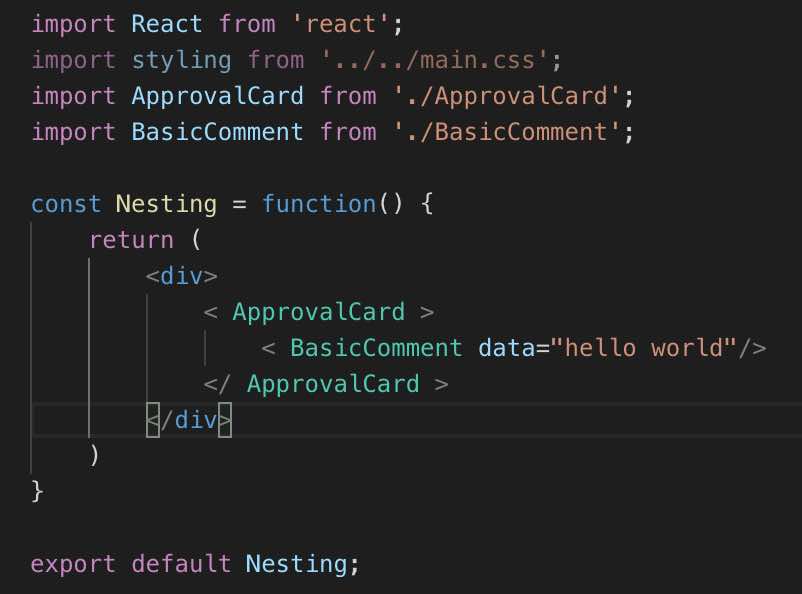 import React from 'react';
import styling from '../../main.css';
import ApprovalCard from './ApprovalCard';
import BasicComment from './BasicComment';
const Nesting = function() {
return (
<div>
< ApprovalCard >
< BasicComment data="hello world"/>
</ ApprovalCard >
</div>
)
}
export default Nesting;